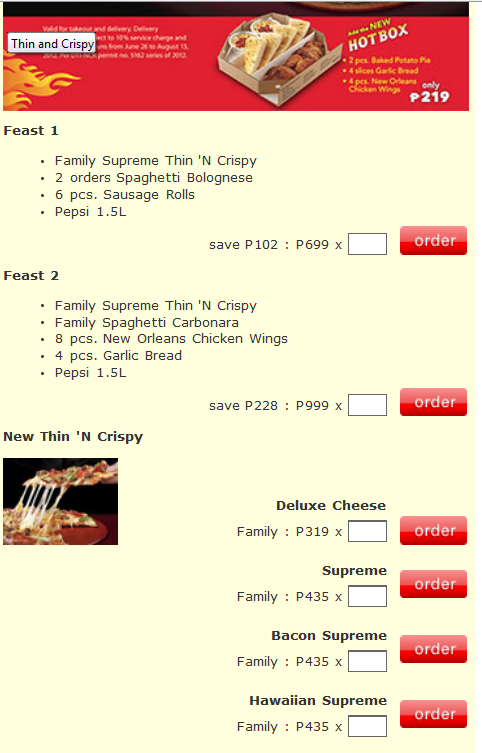 Valid for takeout and delivery. Delivery
ect to 10% service charge and
Thin and Crispy
uns from June 26 to August 13,
2012. Per DTI-NCR permit no. 5162 series of 2012.
Add the NEW
HOTBOX
• 2 pcs. Baked Potato Pie
• 4 slices Garlic Bread
• 4 pcs. New Orleans
Chicken Wings
only
₱219
Feast 1
• Family Supreme Thin 'N Crispy
• 2 orders Spaghetti Bolognese
• 6 pcs. Sausage Rolls
• Pepsi 1.5L
save P102 : P699 x order
Feast 2
• Family Supreme Thin 'N Crispy
• Family Spaghetti Carbonara
• 8 pcs. New Orleans Chicken Wings
• 4 pcs. Garlic Bread
• Pepsi 1.5L
save P228 : P999 x order
New Thin 'N Crispy
Deluxe Cheese
Family : P319 x order
Supreme
Family : P435 x order
Bacon Supreme
Family : P435 x order
Hawaiian Supreme
Family : P435 x order